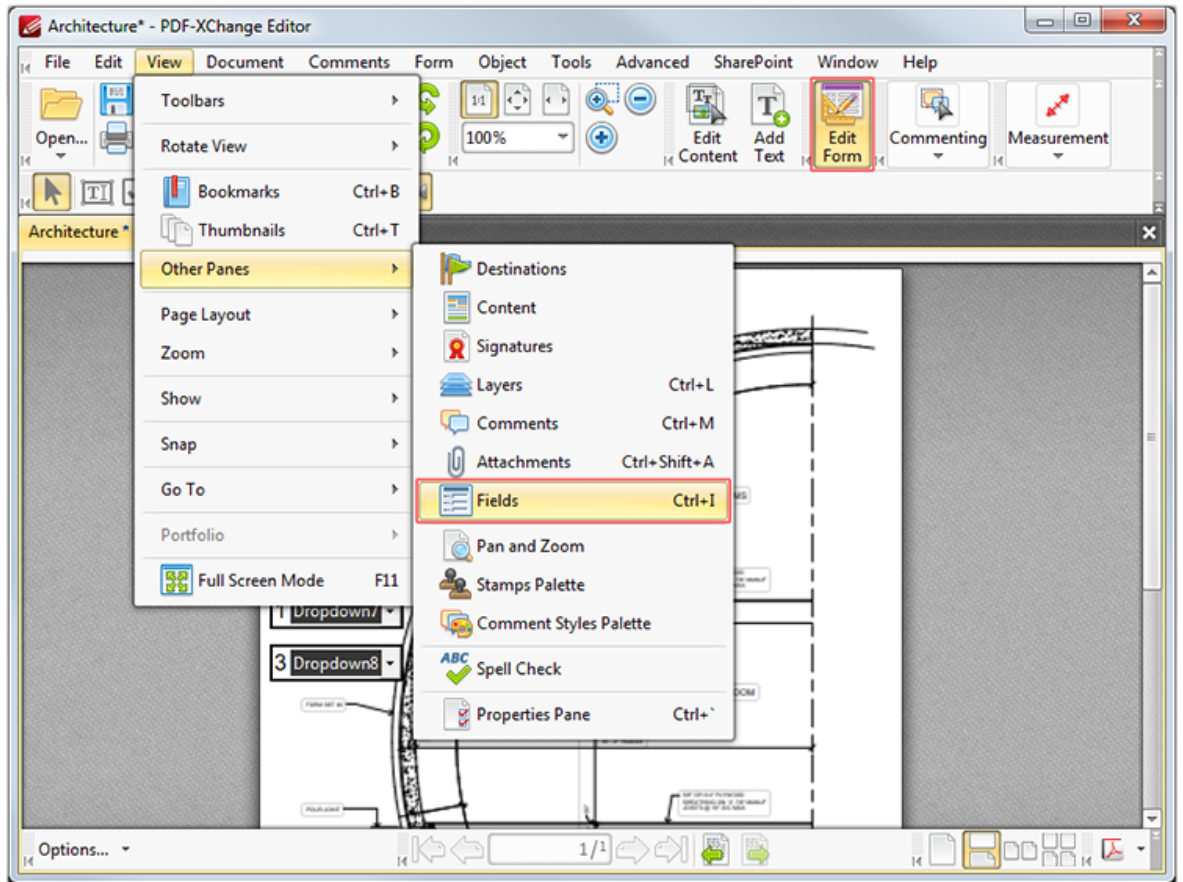 Architecture* - PDF-XChange Editor
File Edit View Document Comments Form Object Tools Advanced SharePoint Window Help
Open...
1:1
100%
Edit Content
Add Text
Edit Form
Commenting
Measurement
Architecture *
Toolbars
Rotate View
Bookmarks Ctrl+B
Thumbnails Ctrl+T
Other Panes
Page Layout
Zoom
Show
Snap
Go To
Portfolio
Full Screen Mode F11
Destinations
Content
Signatures
Layers Ctrl+L
Comments Ctrl+M
Attachments Ctrl+Shift+A
Fields Ctrl+I
Pan and Zoom
Stamps Palette
Comment Styles Palette
ABC Spell Check
Properties Pane Ctrl+`
1 Dropdown7
3 Dropdown8
Options...
1/1